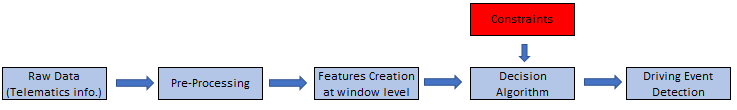 Constraints
Raw Data
(Telematics info.)
Pre-Processing
Features Creation
at window level
Decision
Algorithm
Driving Event
Detection